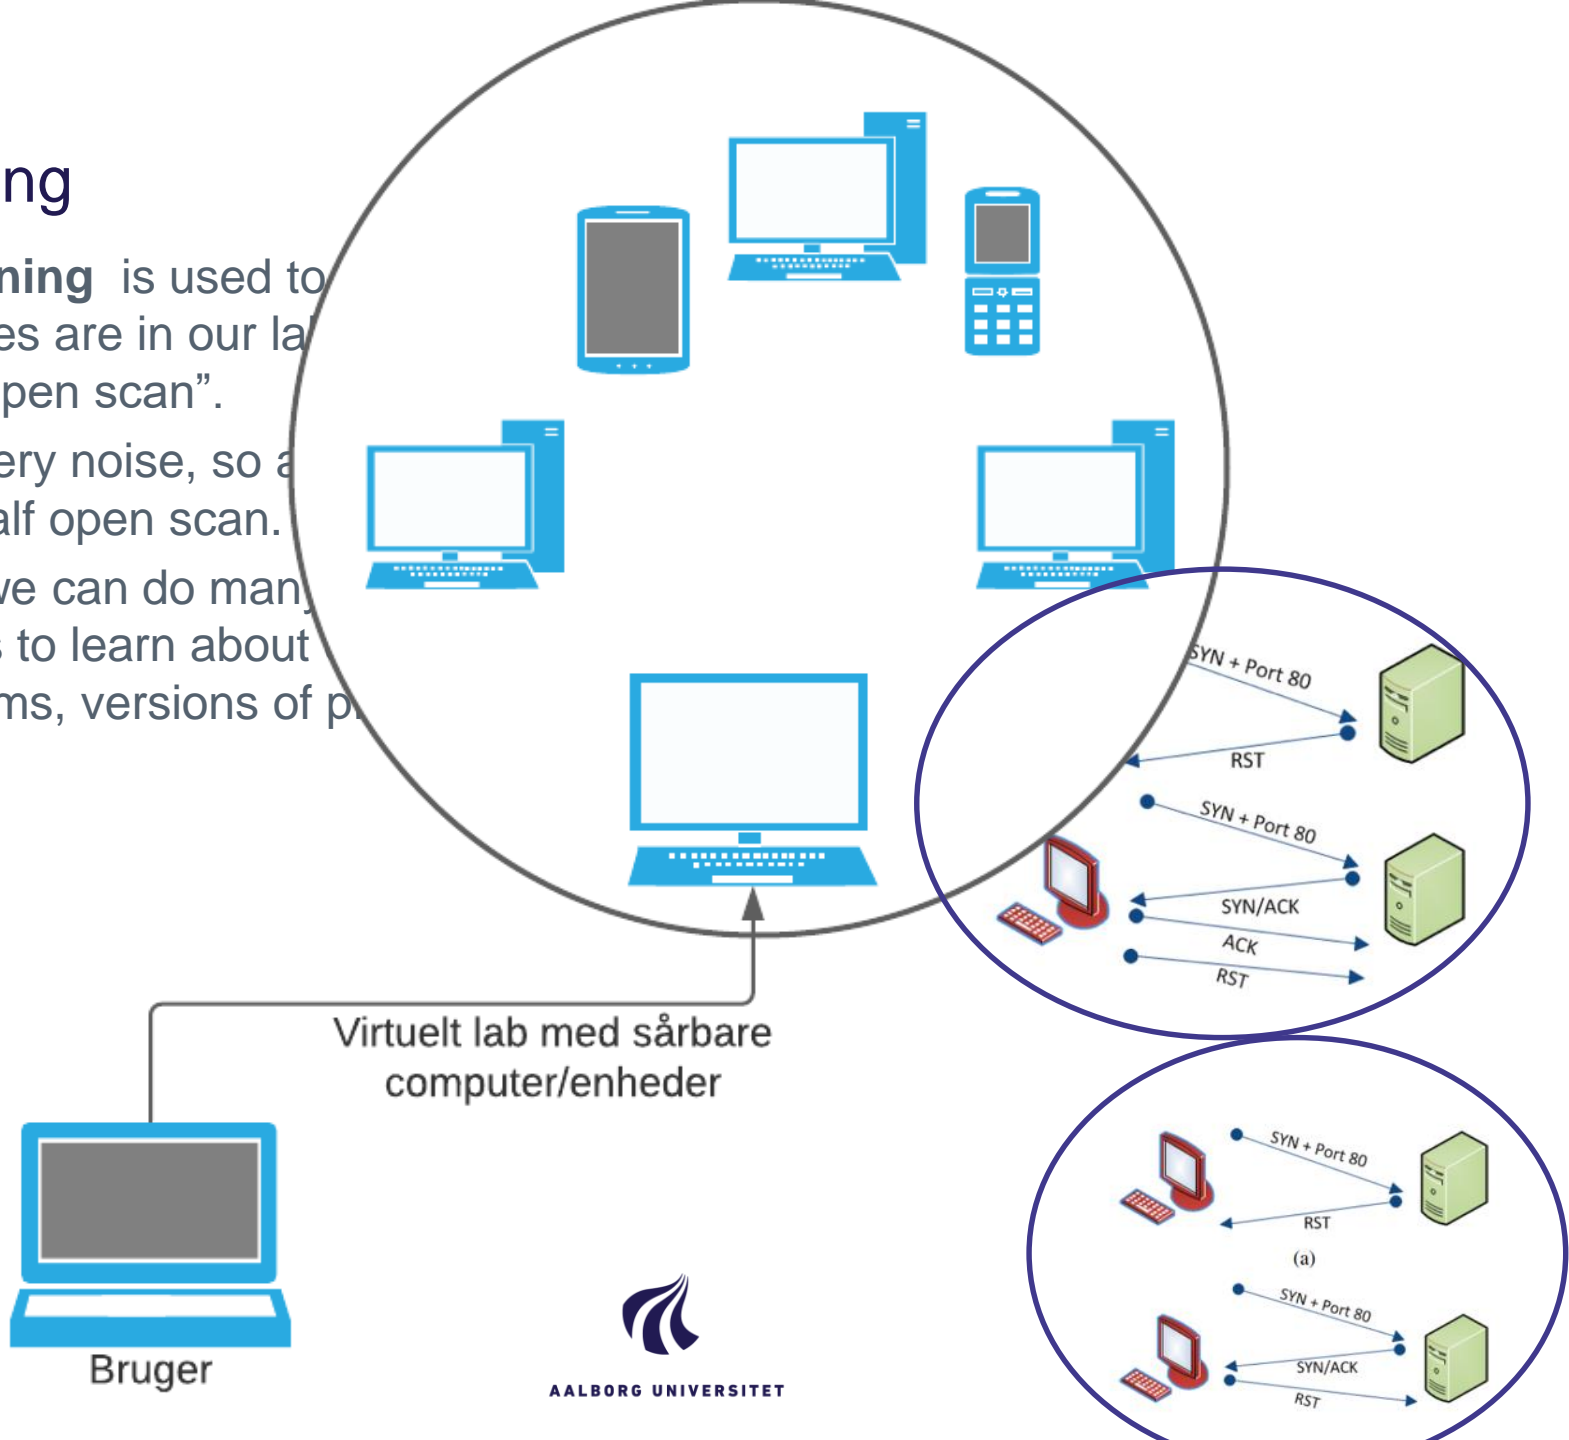 ng
ning is used to
es are in our la
pen scan”.
ery noise, so a
alf open scan.
we can do many
s to learn about
ms, versions of p
SYN + Port 80
RST
SYN + Port 80
SYN/ACK
ACK
RST
Virtuelt lab med sårbare
computer/enheder
Bruger
SYN + Port 80
RST
(a)
SYN + Port 80
SYN/ACK
RST
AALBORG UNIVERSITET